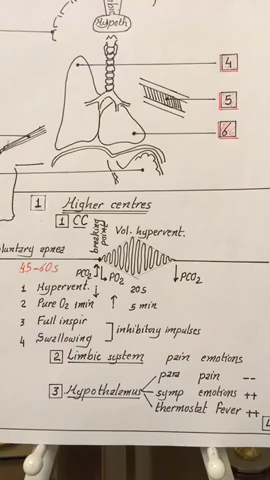 Hypoth
4
5
6
1 Higher centres
1 CC
breaking point
Vol. hypervent.
luntary apnea
45-60s
PCO2 ↑↓ PO2
↓ PCO2
1 Hypervent. ↓ 20s
2 Pure O2 1min ↑ 5 min
3 Full inspir
4 Swallowing ] inhibitory impulses
2 Limbic system pain emotions
para pain --
3 Hypothalamus symp emotions ++
thermostat fever ++